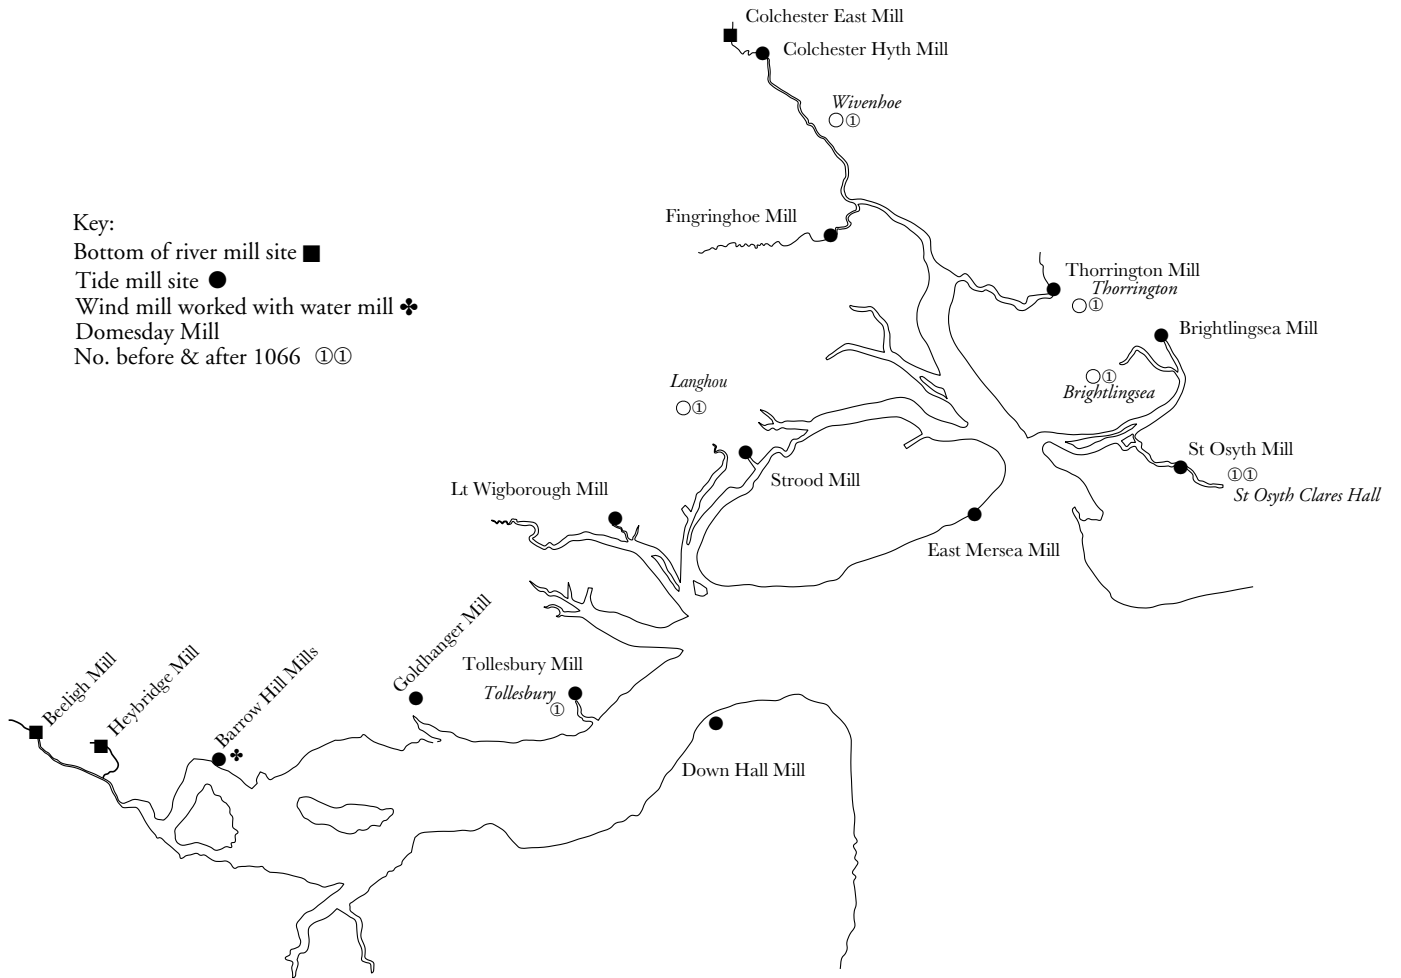 Colchester East Mill
Colchester Hyth Mill
Wivenhoe
○①
Key:
Bottom of river mill site ■
Tide mill site ●
Wind mill worked with water mill ✤
Domesday Mill
No. before & after 1066 ①①
Fingringhoe Mill
Thorrington Mill
Thorrington
○①
Brightlingsea Mill
○①
Brightlingsea
Langhou
○①
St Osyth Mill
①①
St Osyth Clares Hall
Strood Mill
Lt Wigborough Mill
East Mersea Mill
Goldhanger Mill
Tollesbury Mill
Tollesbury
①
Beeligh Mill
Heybridge Mill
Barrow Hill Mills
✤
Down Hall Mill